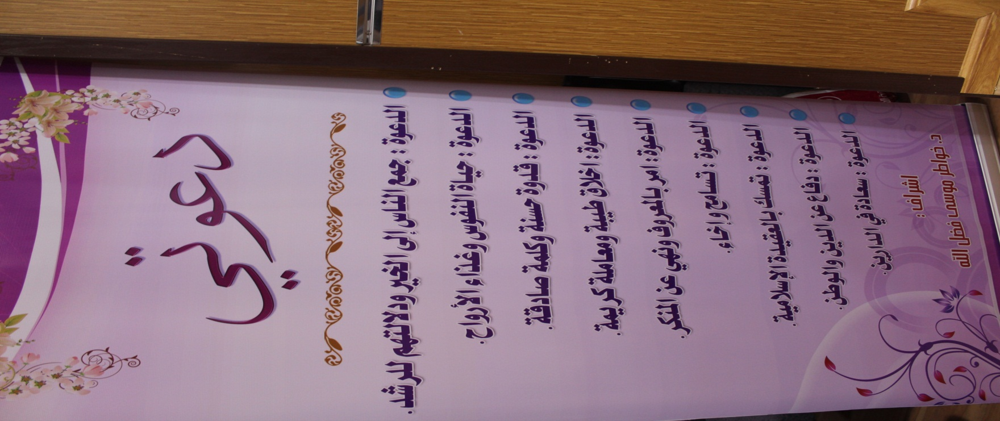 دعوتي
الدعوة : جمع الناس إلى الخير ودلالتهم للرشد.
الدعوة : حياة النفوس وغذاء الأرواح.
الدعوة : قدوة حسنة وكلمة صادقة.
الدعوة : اخلاق طيبة ومعاملة كريمة.
الدعوة : امر بالمعروف ونهي عن المنكر.
الدعوة : تسامح و إخاء.
الدعوة : تمسك بالعقيدة الإسلامية.
الدعوة : دفاع عن الدين والوطن.
الدعوة : سعادة في الدارين.
اشراف :
د. خواطر موسى فضل الله